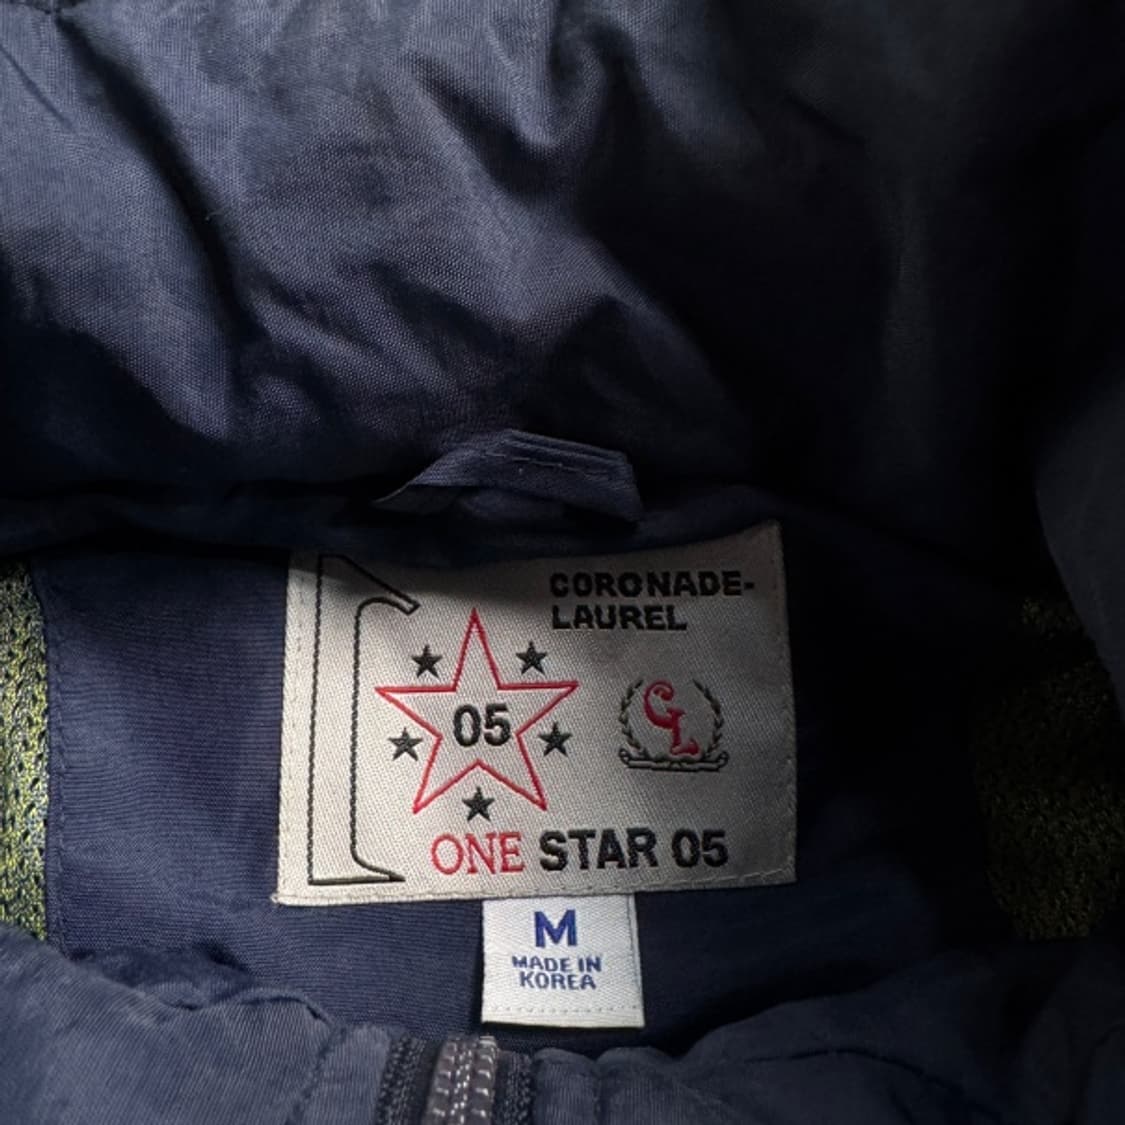 CORONADE-
LAUREL
05
CL
ONE STAR 05
M
MADE IN
KOREA